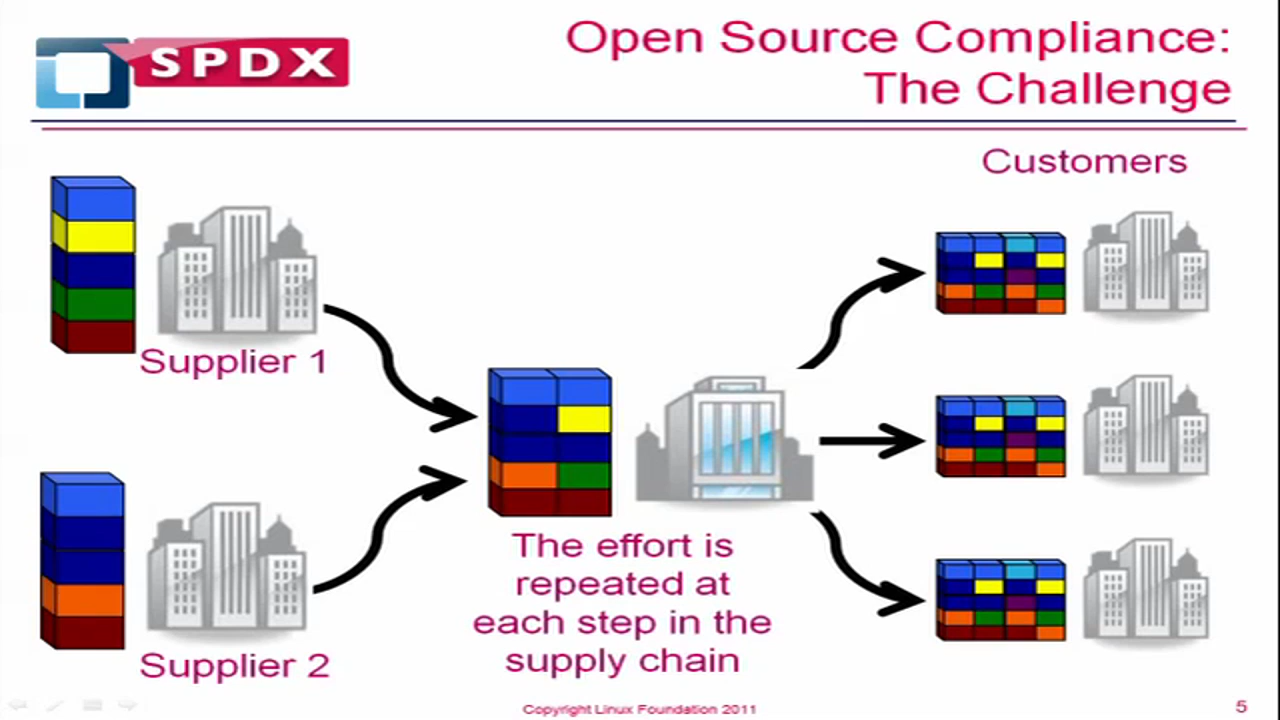 SPDX
Open Source Compliance:
The Challenge
Customers
Supplier 1
Supplier 2
The effort is
repeated at
each step in the
supply chain
Copyright Linux Foundation 2011
5